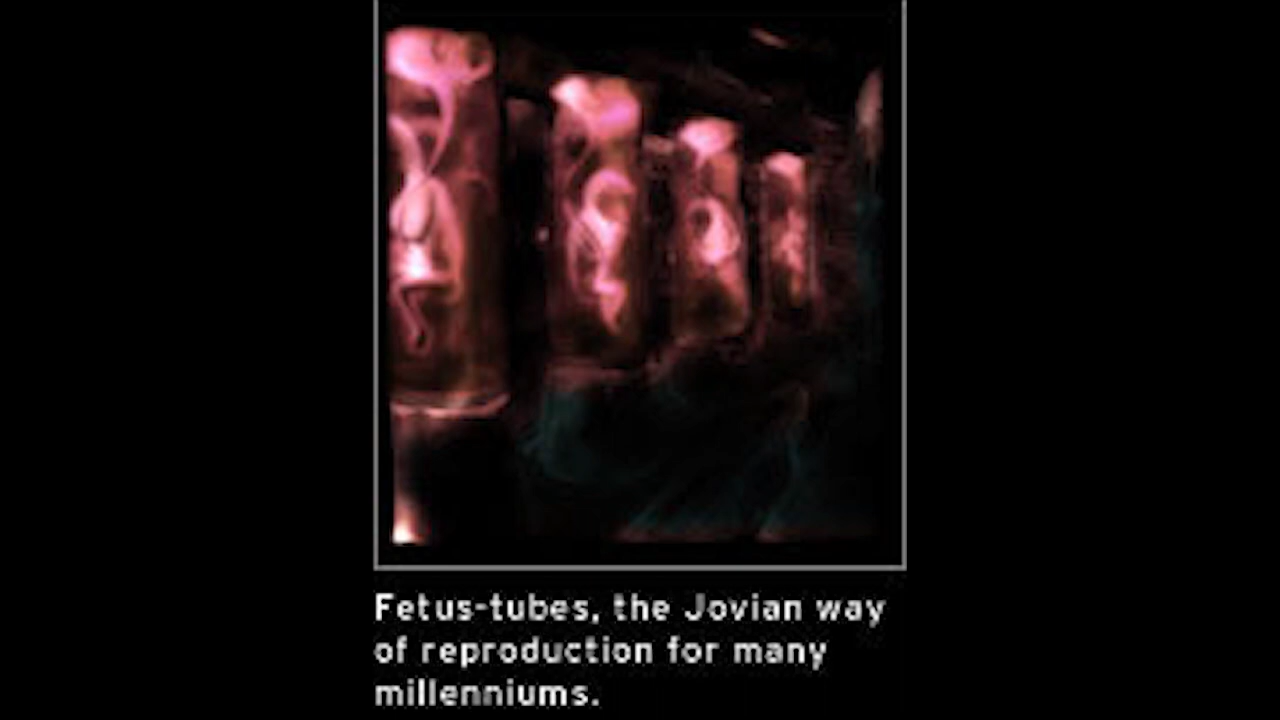 Fetus-tubes, the Jovian way
of reproduction for many
millenniums.